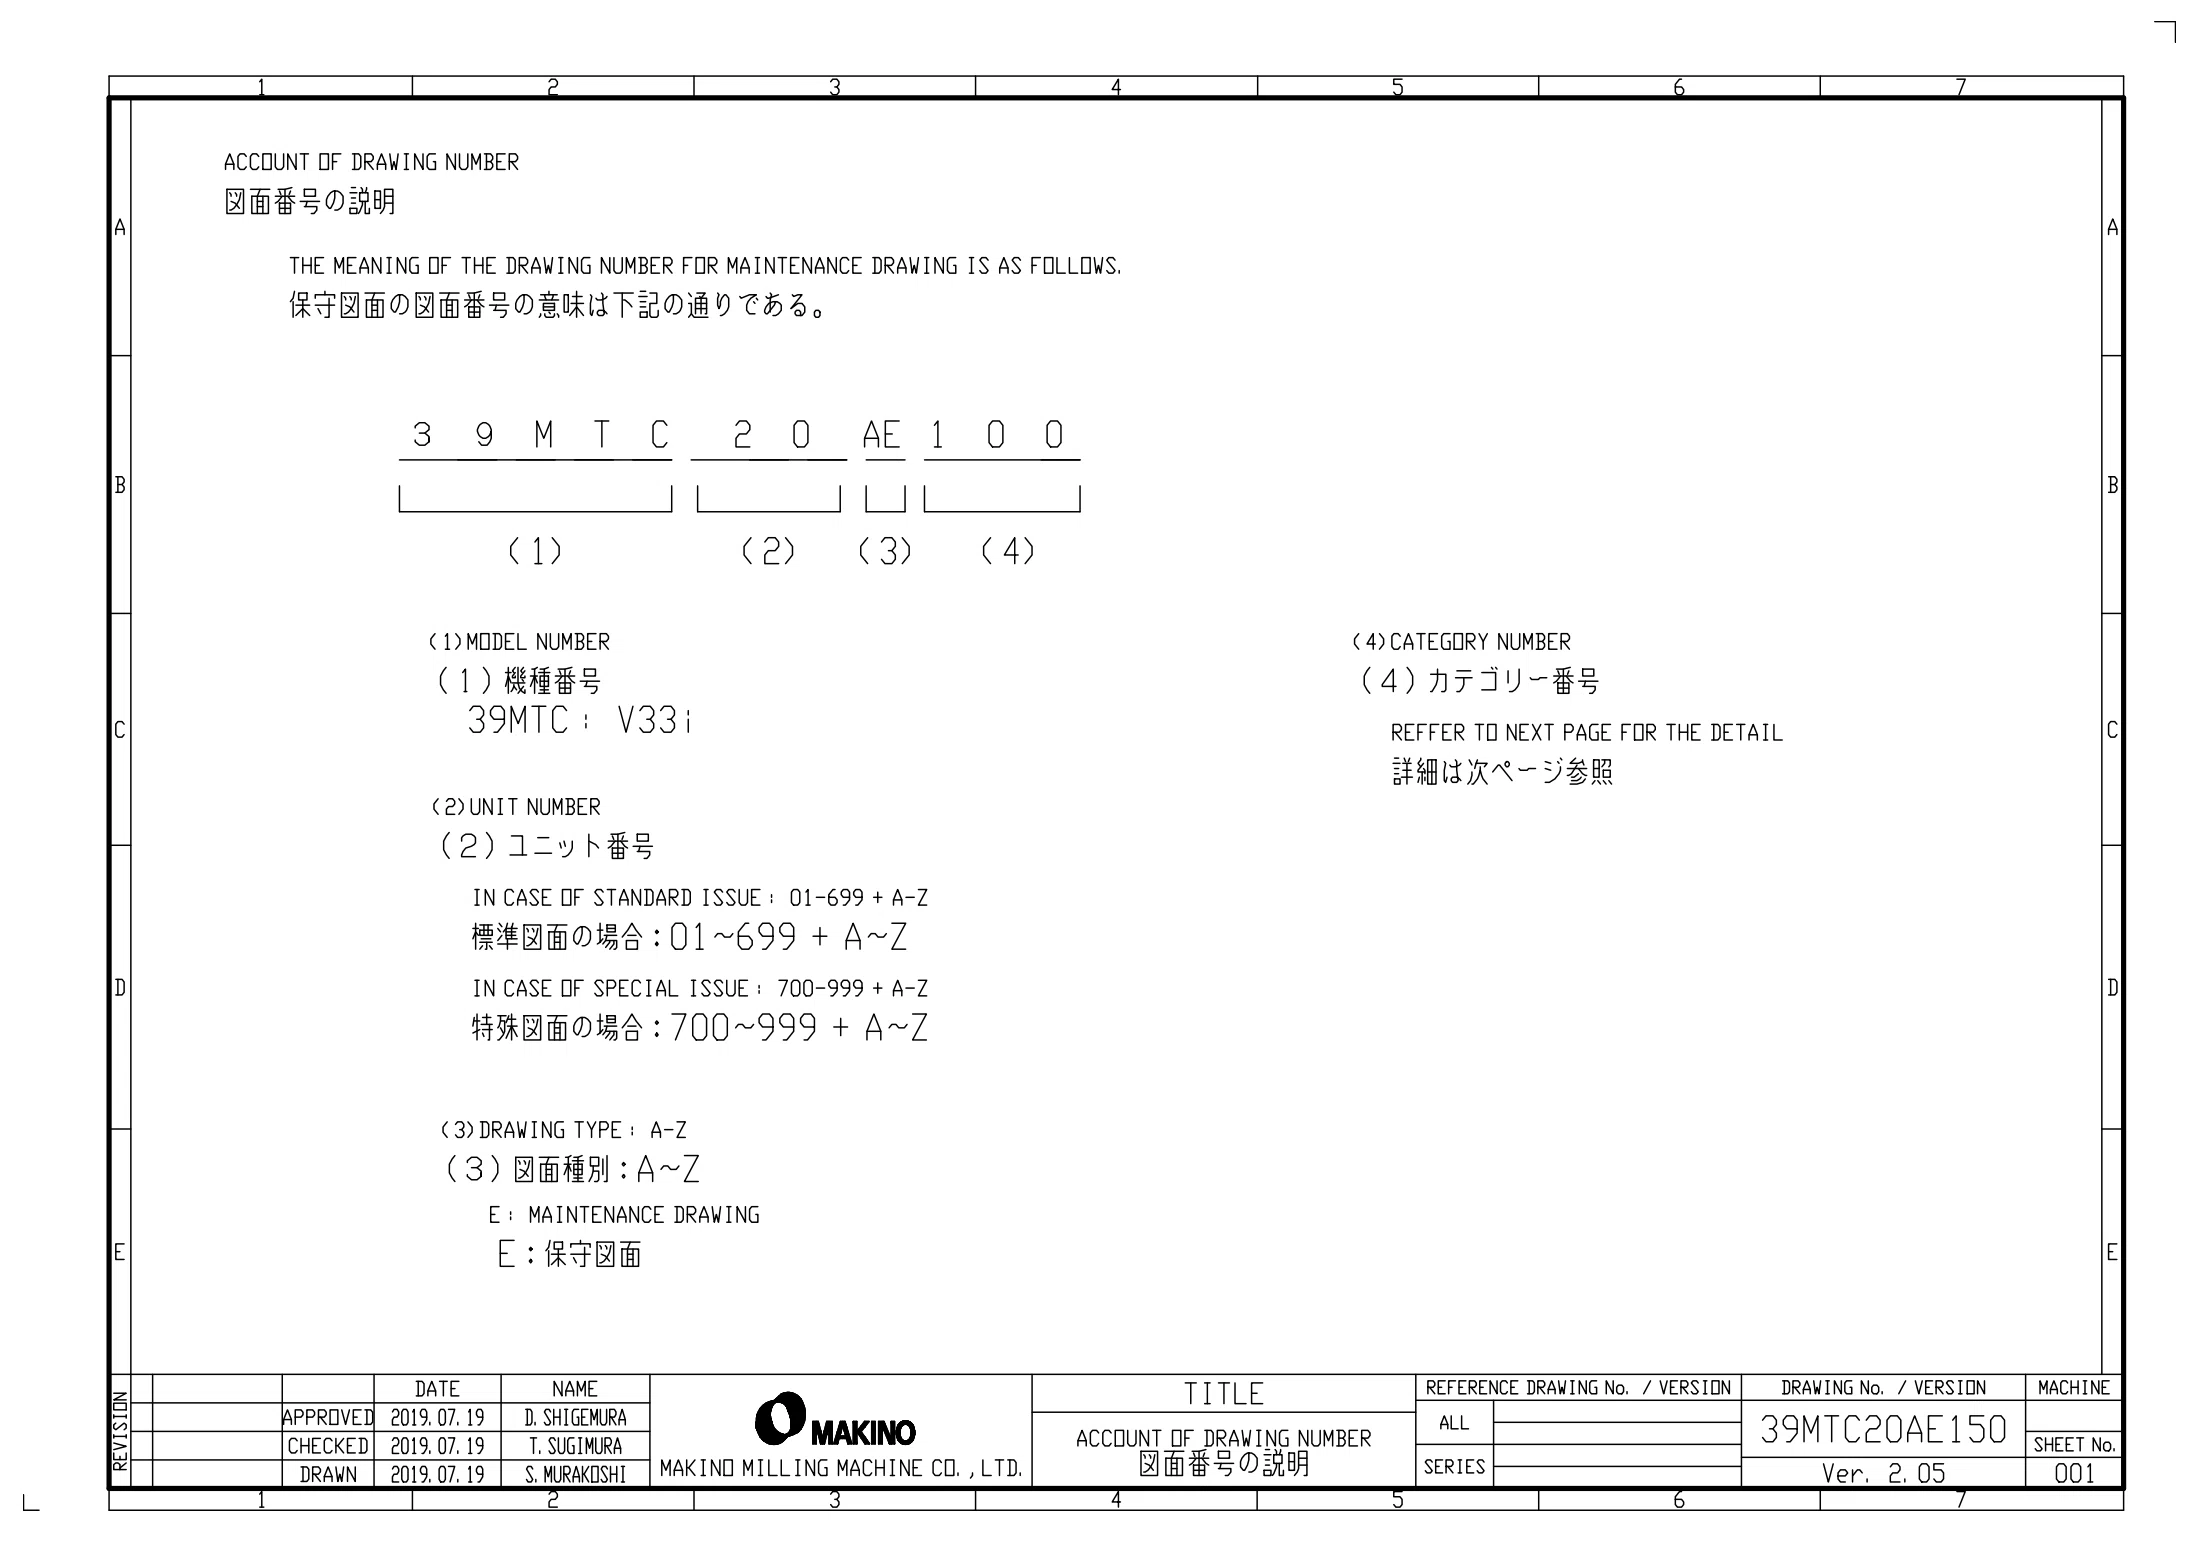 1 2 3 4 5 6 7
ACCOUNT OF DRAWING NUMBER
図面番号の説明
A A
THE MEANING OF THE DRAWING NUMBER FOR MAINTENANCE DRAWING IS AS FOLLOWS.
保守図面の図面番号の意味は下記の通りである。
39MTC 20 AE 100
B B
(1) (2) (3) (4)
(1)MODEL NUMBER
(1)機種番号
39MTC: V33i
(4)CATEGORY NUMBER
(4)カテゴリー番号
REFFER TO NEXT PAGE FOR THE DETAIL
詳細は次ページ参照
C C
(2)UNIT NUMBER
(2)ユニット番号
IN CASE OF STANDARD ISSUE: 01-699 + A-Z
標準図面の場合:01~699 + A~Z
IN CASE OF SPECIAL ISSUE: 700-999 + A-Z
特殊図面の場合:700~999 + A~Z
D D
(3)DRAWING TYPE: A-Z
(3)図面種別:A~Z
E: MAINTENANCE DRAWING
E:保守図面
E E
REVISION
DATE NAME
APPROVED 2019.07.19 D. SHIGEMURA
CHECKED 2019.07.19 T. SUGIMURA
DRAWN 2019.07.19 S. MURAKOSHI
MAKINO
MAKINO MILLING MACHINE CO.,LTD.
TITLE
ACCOUNT OF DRAWING NUMBER
図面番号の説明
REFERENCE DRAWING No. / VERSION
ALL
SERIES
DRAWING No. / VERSION
39MTC20AE150
Ver. 2.05
MACHINE
SHEET No.
001
1 2 3 4 5 6 7